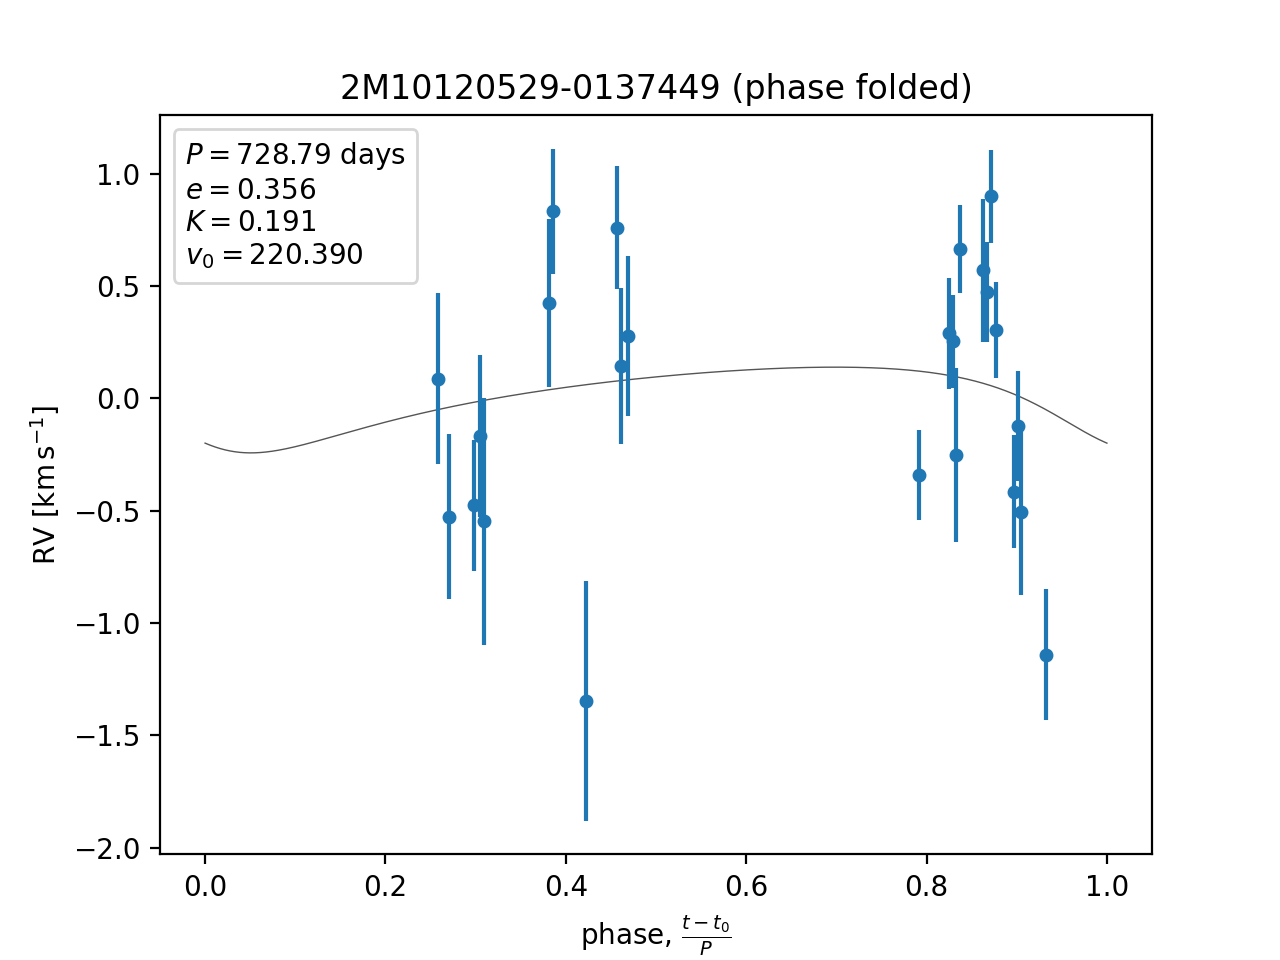 2M10120529-0137449 (phase folded)
P = 728.79 days
e = 0.356
K = 0.191
v₀ = 220.390
1.0
0.5
0.0
−0.5
−1.0
−1.5
−2.0
RV [km s⁻¹]
0.0 0.2 0.4 0.6 0.8 1.0
phase, (t − t₀)/P